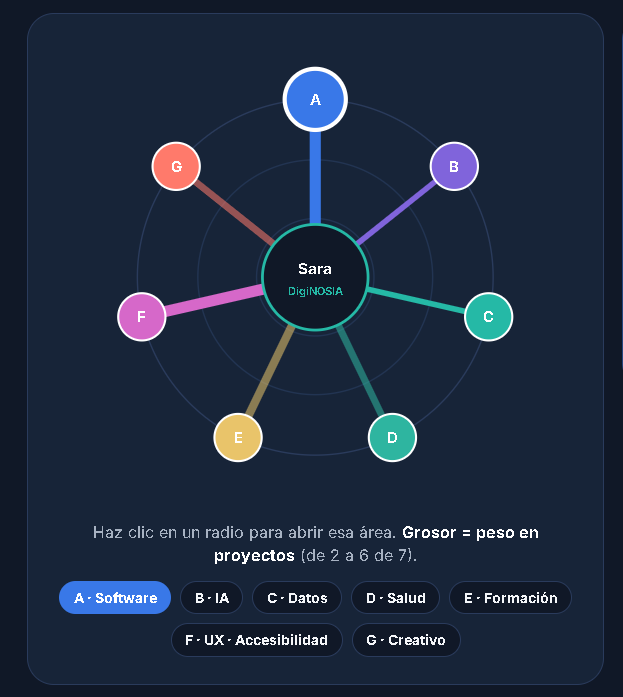 A
G
B
Sara
DigiNOSIA
F
C
E
D
Haz clic en un radio para abrir esa área. Grosor = peso en
proyectos (de 2 a 6 de 7).
A · Software
B · IA
C · Datos
D · Salud
E · Formación
F · UX · Accesibilidad
G · Creativo